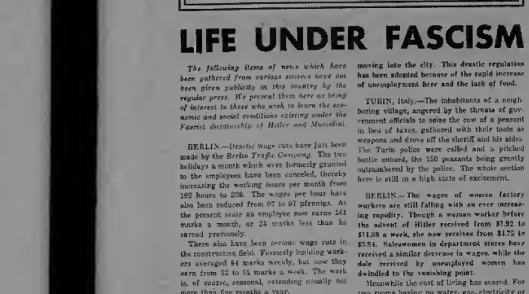 LIFE UNDER FASCISM
The following items of news which have
been gathered from various sources have not
been given publicity in this country by the
regular press. We present them here as being
of interest to those who wish to learn the eco-
nomic and social conditions existing under the
Fascist dictatorship of Hitler and Mussolini.
BERLIN.—Drastic wage cuts have just been
made by the Berlin Traffic Company. The two
holidays a month which were formerly granted
to the employees have been canceled, thereby
increasing the working hours per month from
192 hours to 208. The wages per hour have
also been reduced from 97 to 87 pfennigs. At
the present scale an employee now earns 161
marks a month, or 24 marks less than he
earned previously.
There also have been serious wage cuts in
the construction field. Formerly building work-
ers averaged 84 marks weekly, but now they
earn from 22 to 51 marks a week. The work
is, of course, seasonal, extending usually not
more than five months a year.
moving into the city. This drastic regulation
has been adopted because of the rapid increase
of unemployment here and the lack of food.
TURIN, Italy.—The inhabitants of a neigh-
boring village, angered by the threats of gov-
ernment officials to seize the cow of a peasant
in lieu of taxes, gathered with their tools as
weapons and drove off the sheriff and his aides.
The Turin police were called and a pitched
battle ensued, the 150 peasants being greatly
outnumbered by the police. The whole section
here is still in a high state of excitement.
BERLIN.—The wages of women factory
workers are still falling with an ever increas-
ing rapidity. Though a woman worker before
the advent of Hitler received from $7.92 to
a week, she now receives from $1.75 to
$3.94. Saleswomen in department stores have
received a similar decrease in wages, while the
dole received by unemployed women has
dwindled to the vanishing point.
Meanwhile the cost of living has soared. For
two rooms having no water, gas, electricity or